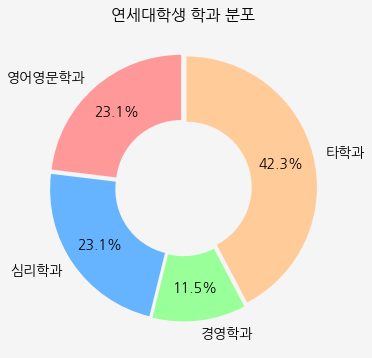 연세대학생 학과 분포
영어영문학과
23.1%
타학과
42.3%
심리학과
23.1%
경영학과
11.5%